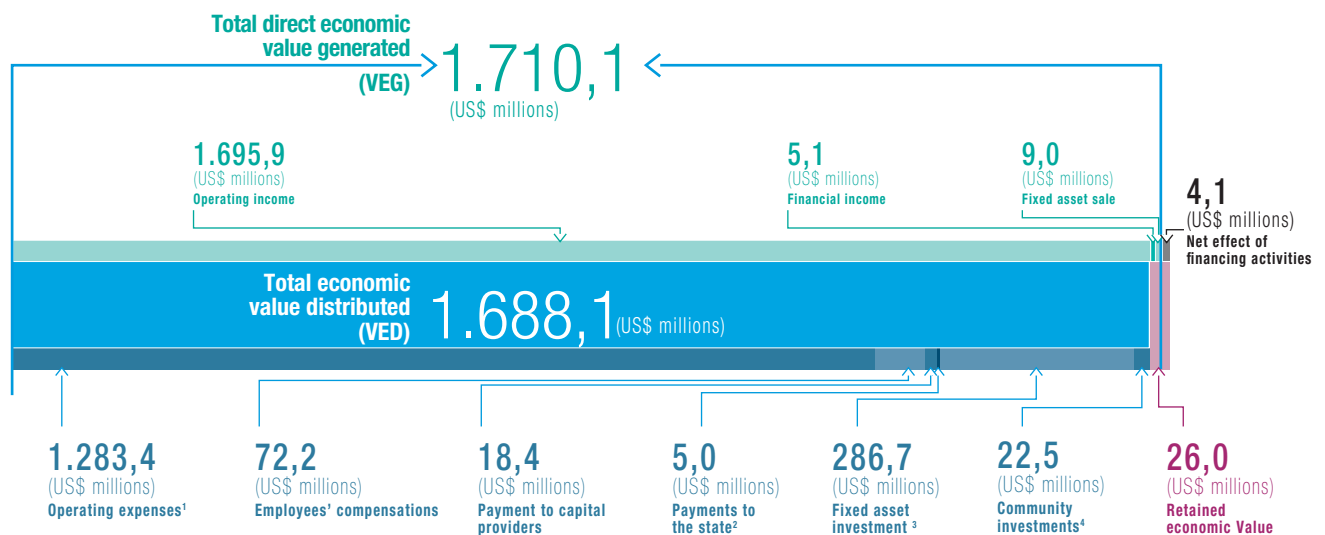 Total direct economic
value generated
(VEG)
1.710,1
(US$ millions)
1.695,9
(US$ millions)
Operating income
5,1
(US$ millions)
Financial income
9,0
(US$ millions)
Fixed asset sale
4,1
(US$ millions)
Net effect of
financing activities
Total economic
value distributed
(VED)
1.688,1 (US$ millions)
1.283,4
(US$ millions)
Operating expenses¹
72,2
(US$ millions)
Employees’ compensations
18,4
(US$ millions)
Payment to capital
providers
5,0
(US$ millions)
Payments to
the state²
286,7
(US$ millions)
Fixed asset
investment ³
22,5
(US$ millions)
Community
investments⁴
26,0
(US$ millions)
Retained
economic Value